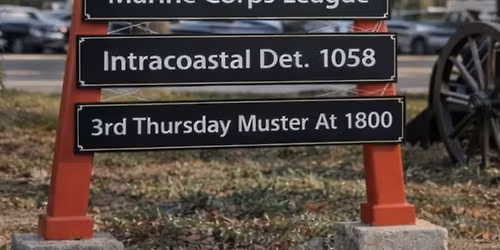 Marine Corps League
Intracoastal Det. 1058
3rd Thursday Muster At 1800